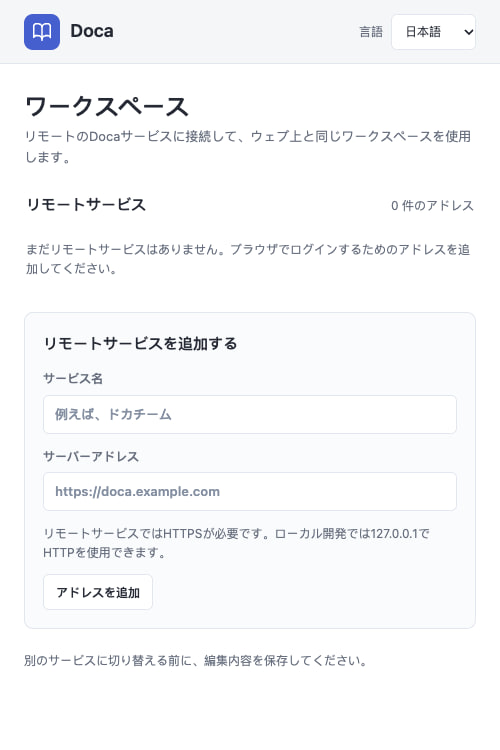 Doca
言語
日本語
ワークスペース
リモートのDocaサービスに接続して、ウェブ上と同じワークスペースを使用
します。
リモートサービス
0 件のアドレス
まだリモートサービスはありません。ブラウザでログインするためのアドレスを追
加してください。
リモートサービスを追加する
サービス名
例えば、ドカチーム
サーバーアドレス
https://doca.example.com
リモートサービスではHTTPSが必要です。ローカル開発では127.0.0.1で
HTTPを使用できます。
アドレスを追加
別のサービスに切り替える前に、編集内容を保存してください。